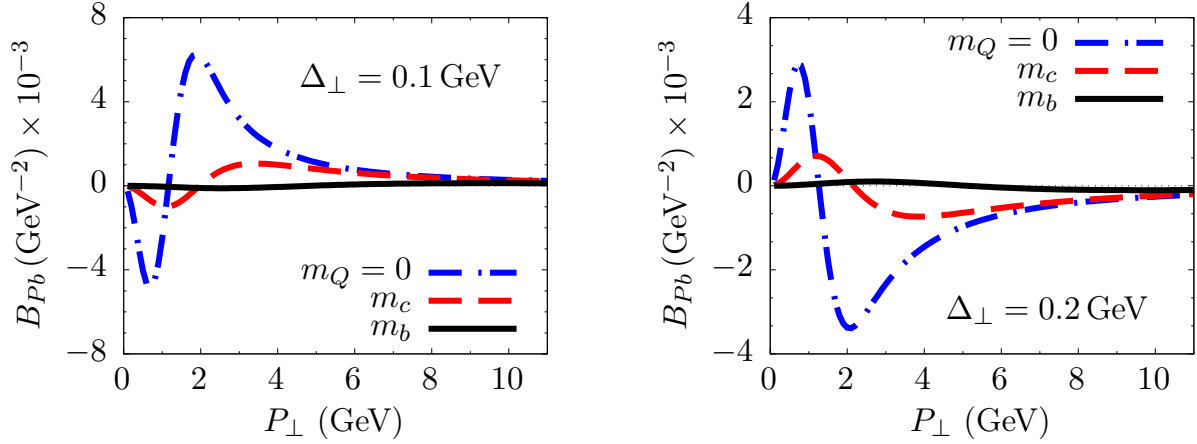 B_{Pb}(GeV^{-2}) × 10^{-3}
8
4
0
−4
−8
Δ_⊥ = 0.1 GeV
m_Q = 0
m_c
m_b
0 2 4 6 8 10
P_⊥ (GeV)
B_{Pb}(GeV^{-2}) × 10^{-3}
4
2
0
−2
−4
m_Q = 0
m_c
m_b
Δ_⊥ = 0.2 GeV
0 2 4 6 8 10
P_⊥ (GeV)